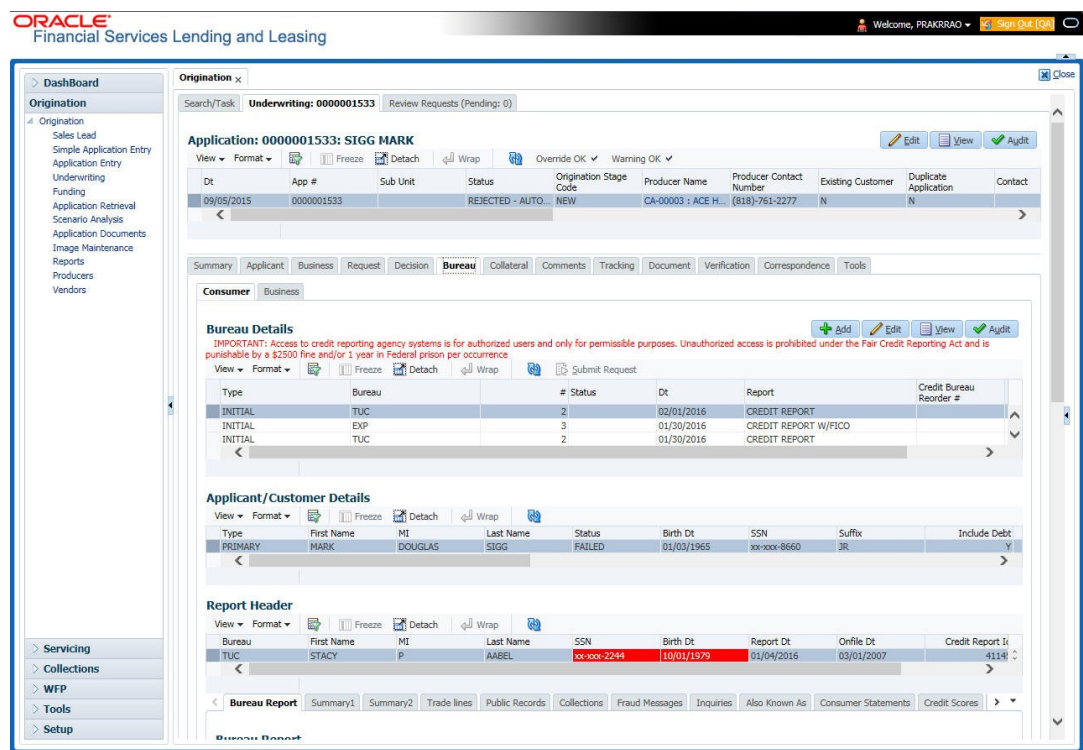 ORACLE
Financial Services Lending and Leasing
Welcome, PRAKRRAO
Sign Out [QA]
Close
DashBoard
Origination
Origination
Sales Lead
Simple Application Entry
Application Entry
Underwriting
Funding
Application Retrieval
Scenario Analysis
Application Documents
Image Maintenance
Reports
Producers
Vendors
Servicing
Collections
WFP
Tools
Setup
Origination x
Search/Task Underwriting: 0000001533 Review Requests (Pending: 0)
Application: 0000001533: SIGG MARK
Edit View Audit
View Format Freeze Detach Wrap Override OK Warning OK
Dt App # Sub Unit Status Origination Stage Code Producer Name Producer Contact Number Existing Customer Duplicate Application Contact
09/05/2015 0000001533 REJECTED - AUTO... NEW CA-00003 : ACE H... (818)-761-2277 N N
Summary Applicant Business Request Decision Bureau Collateral Comments Tracking Document Verification Correspondence Tools
Consumer Business
Bureau Details
Add Edit View Audit
IMPORTANT: Access to credit reporting agency systems is for authorized users and only for permissible purposes. Unauthorized access is prohibited under the Fair Credit Reporting Act and is
punishable by a $2500 fine and/or 1 year in Federal prison per occurrence
View Format Freeze Detach Wrap Submit Request
Type Bureau # Status Dt Report Credit Bureau Reorder #
INITIAL TUC 2 02/01/2016 CREDIT REPORT
INITIAL EXP 3 01/30/2016 CREDIT REPORT W/FICO
INITIAL TUC 2 01/30/2016 CREDIT REPORT
Applicant/Customer Details
View Format Freeze Detach Wrap
Type First Name MI Last Name Status Birth Dt SSN Suffix Include Debt
PRIMARY MARK DOUGLAS SIGG FAILED 01/03/1965 xx-xxx-8660 JR Y
Report Header
View Format Freeze Detach Wrap
Bureau First Name MI Last Name SSN Birth Dt Report Dt Onfile Dt Credit Report
TUC STACY P AABEL xx-xxx-2244 10/01/1979 01/04/2016 03/01/2007
Bureau Report Summary1 Summary2 Trade lines Public Records Collections Fraud Messages Inquiries Also Known As Consumer Statements Credit Scores
Bureau Report